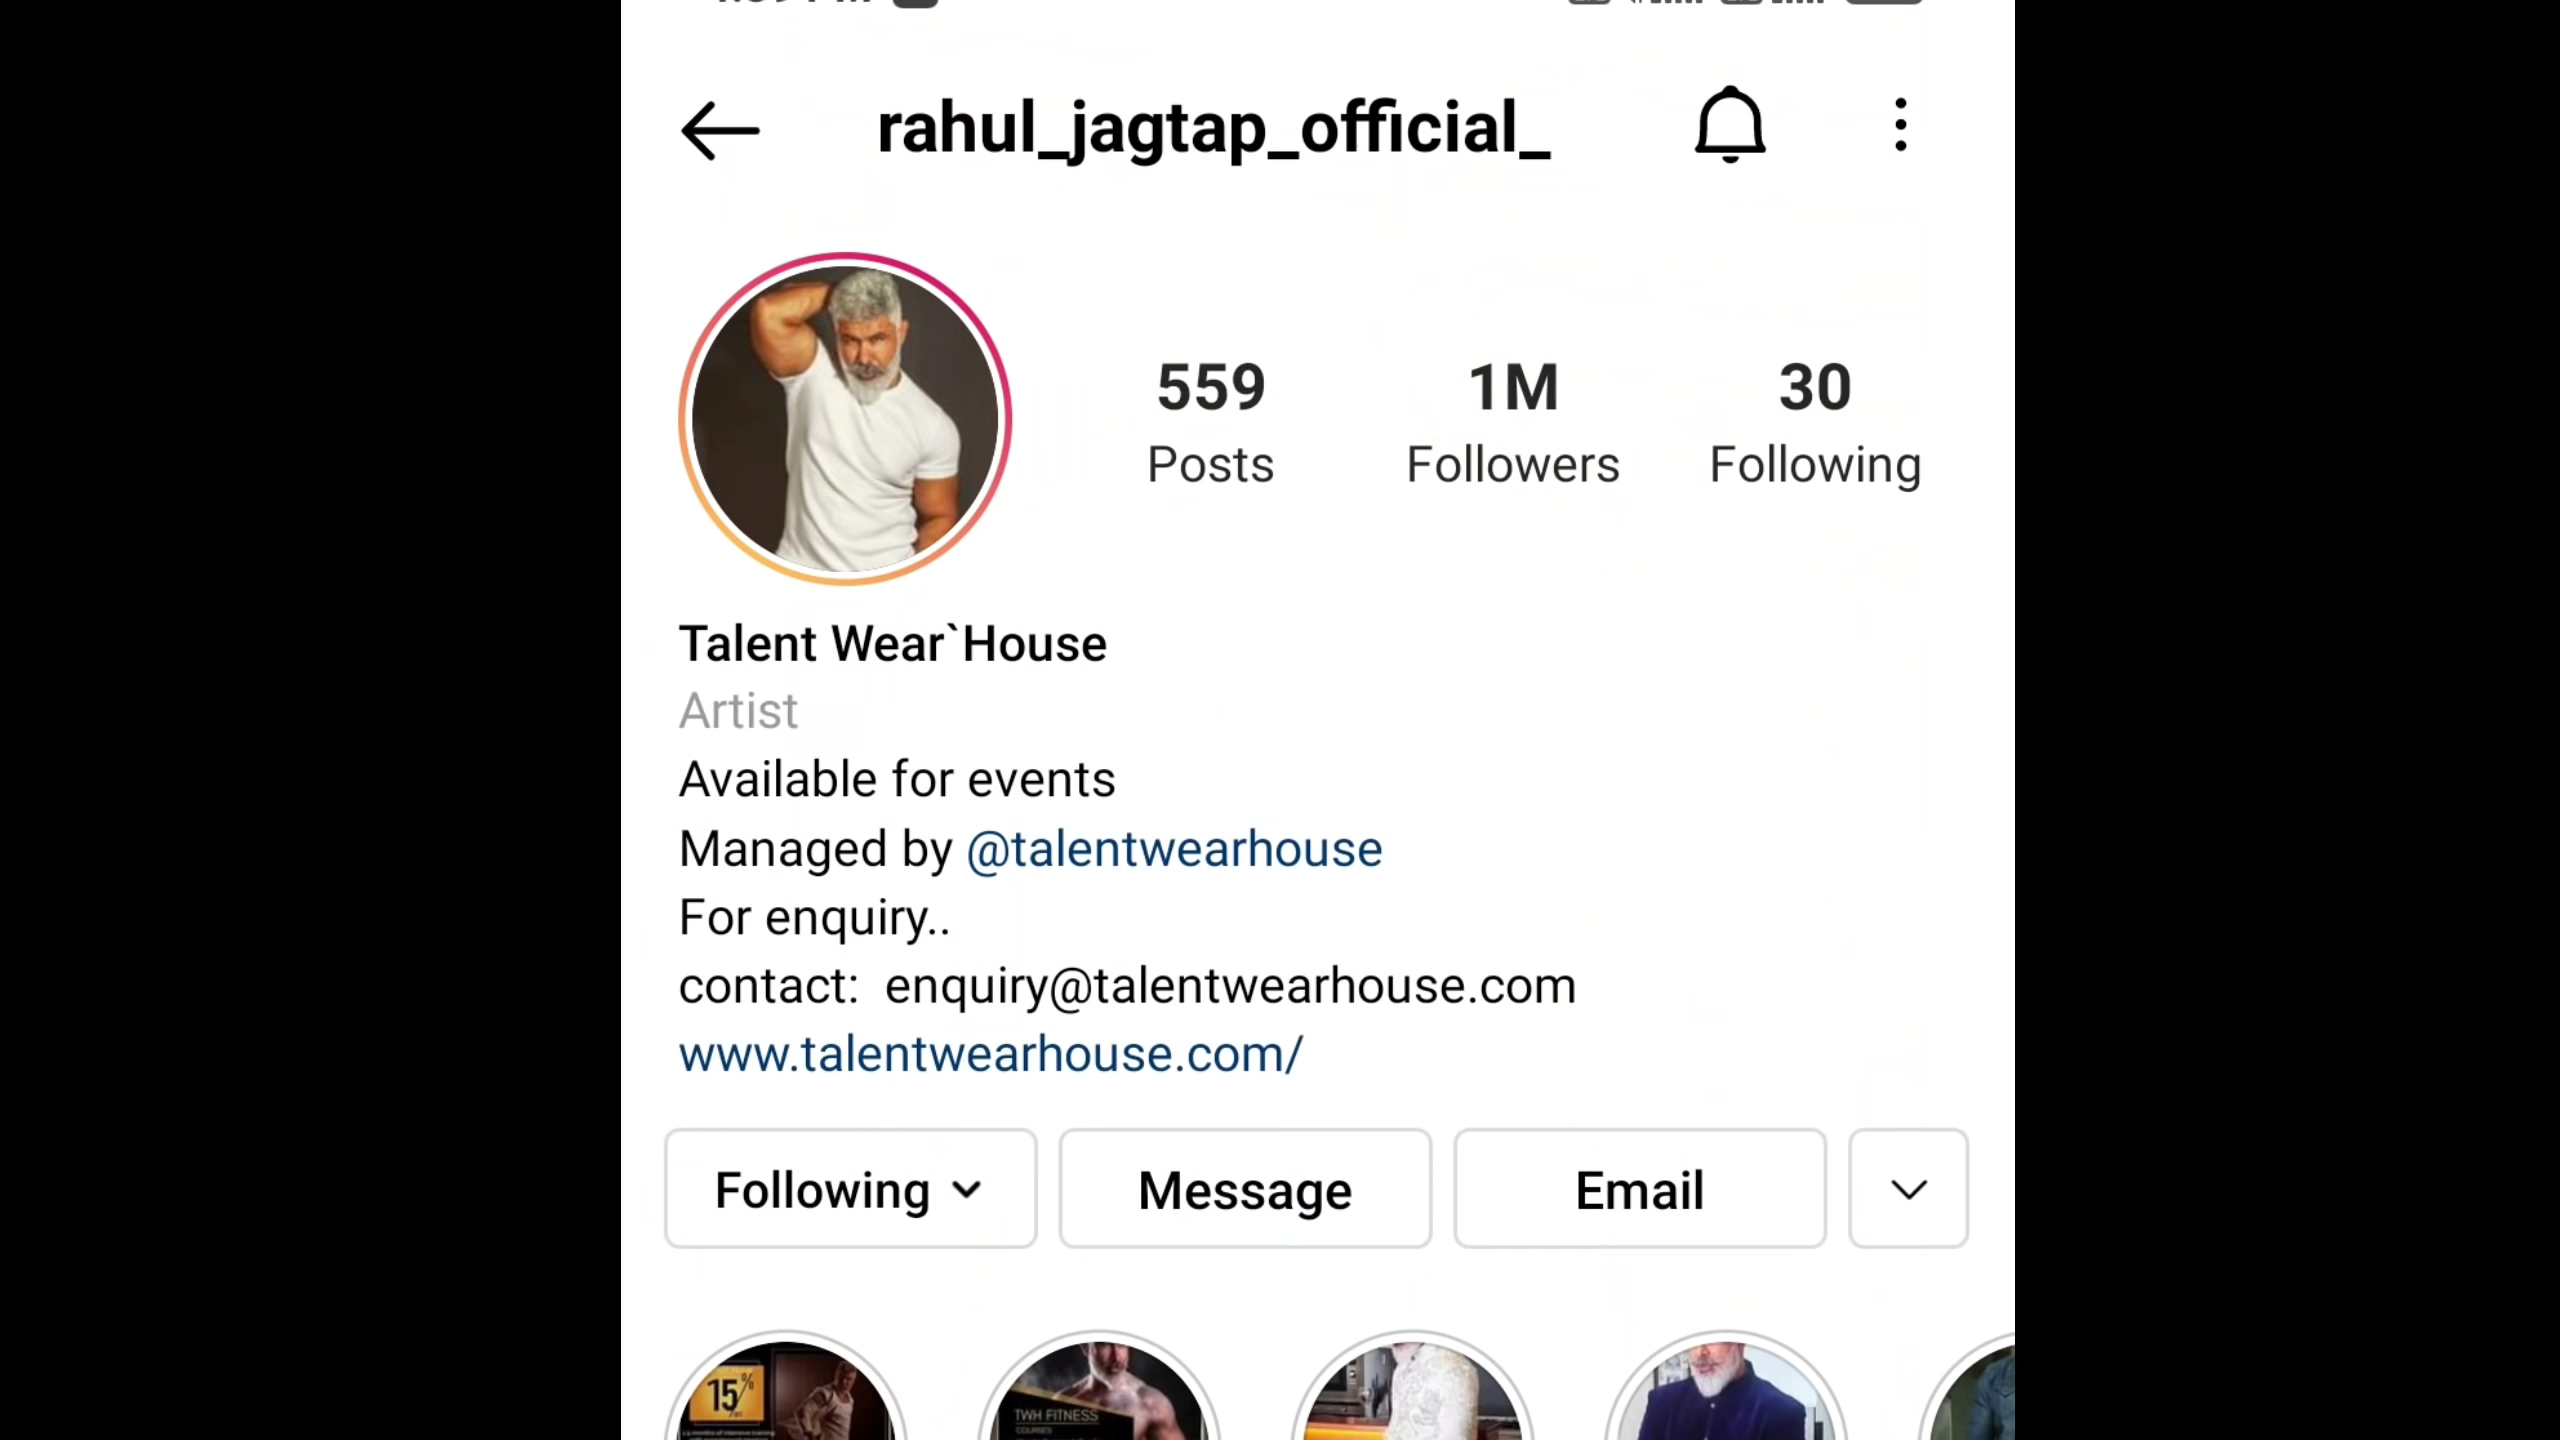 rahul_jagtap_official_
559 1M 30
Posts Followers Following
Talent Wear`House
Artist
Available for events
Managed by @talentwearhouse
For enquiry..
contact: enquiry@talentwearhouse.com
www.talentwearhouse.com/
Following Message Email
15%
TWH FITNESS
COURSES